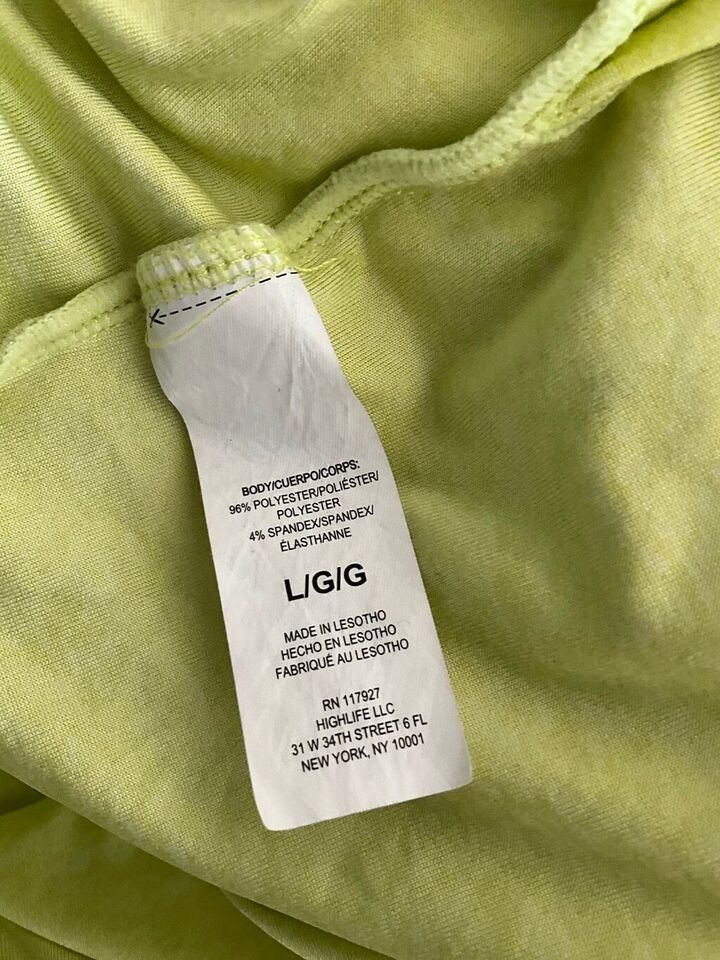 BODY/CUERPO/CORPS:
96% POLYESTER/POLIÉSTER/
POLYESTER
4% SPANDEX/SPANDEX/
ÉLASTHANNE
L/G/G
MADE IN LESOTHO
HECHO EN LESOTHO
FABRIQUÉ AU LESOTHO
RN 117927
HIGHLIFE LLC
31 W 34TH STREET 6 FL
NEW YORK, NY 10001